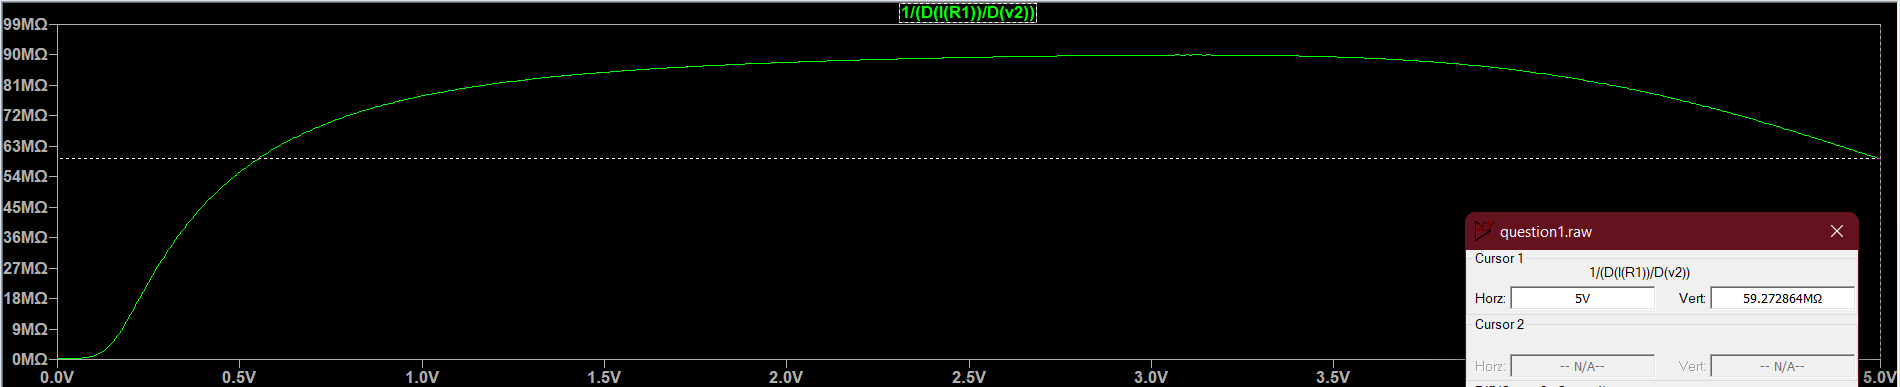 1/(D(I(R1))/D(v2))
99MΩ
90MΩ
81MΩ
72MΩ
63MΩ
54MΩ
45MΩ
36MΩ
27MΩ
18MΩ
9MΩ
0MΩ
0.0V 0.5V 1.0V 1.5V 2.0V 2.5V 3.0V 3.5V 5.0V
question1.raw
Cursor 1
1/(D(I(R1))/D(v2))
Horz: 5V Vert: 59.272864MΩ
Cursor 2
Horz: -- N/A-- Vert: -- N/A--